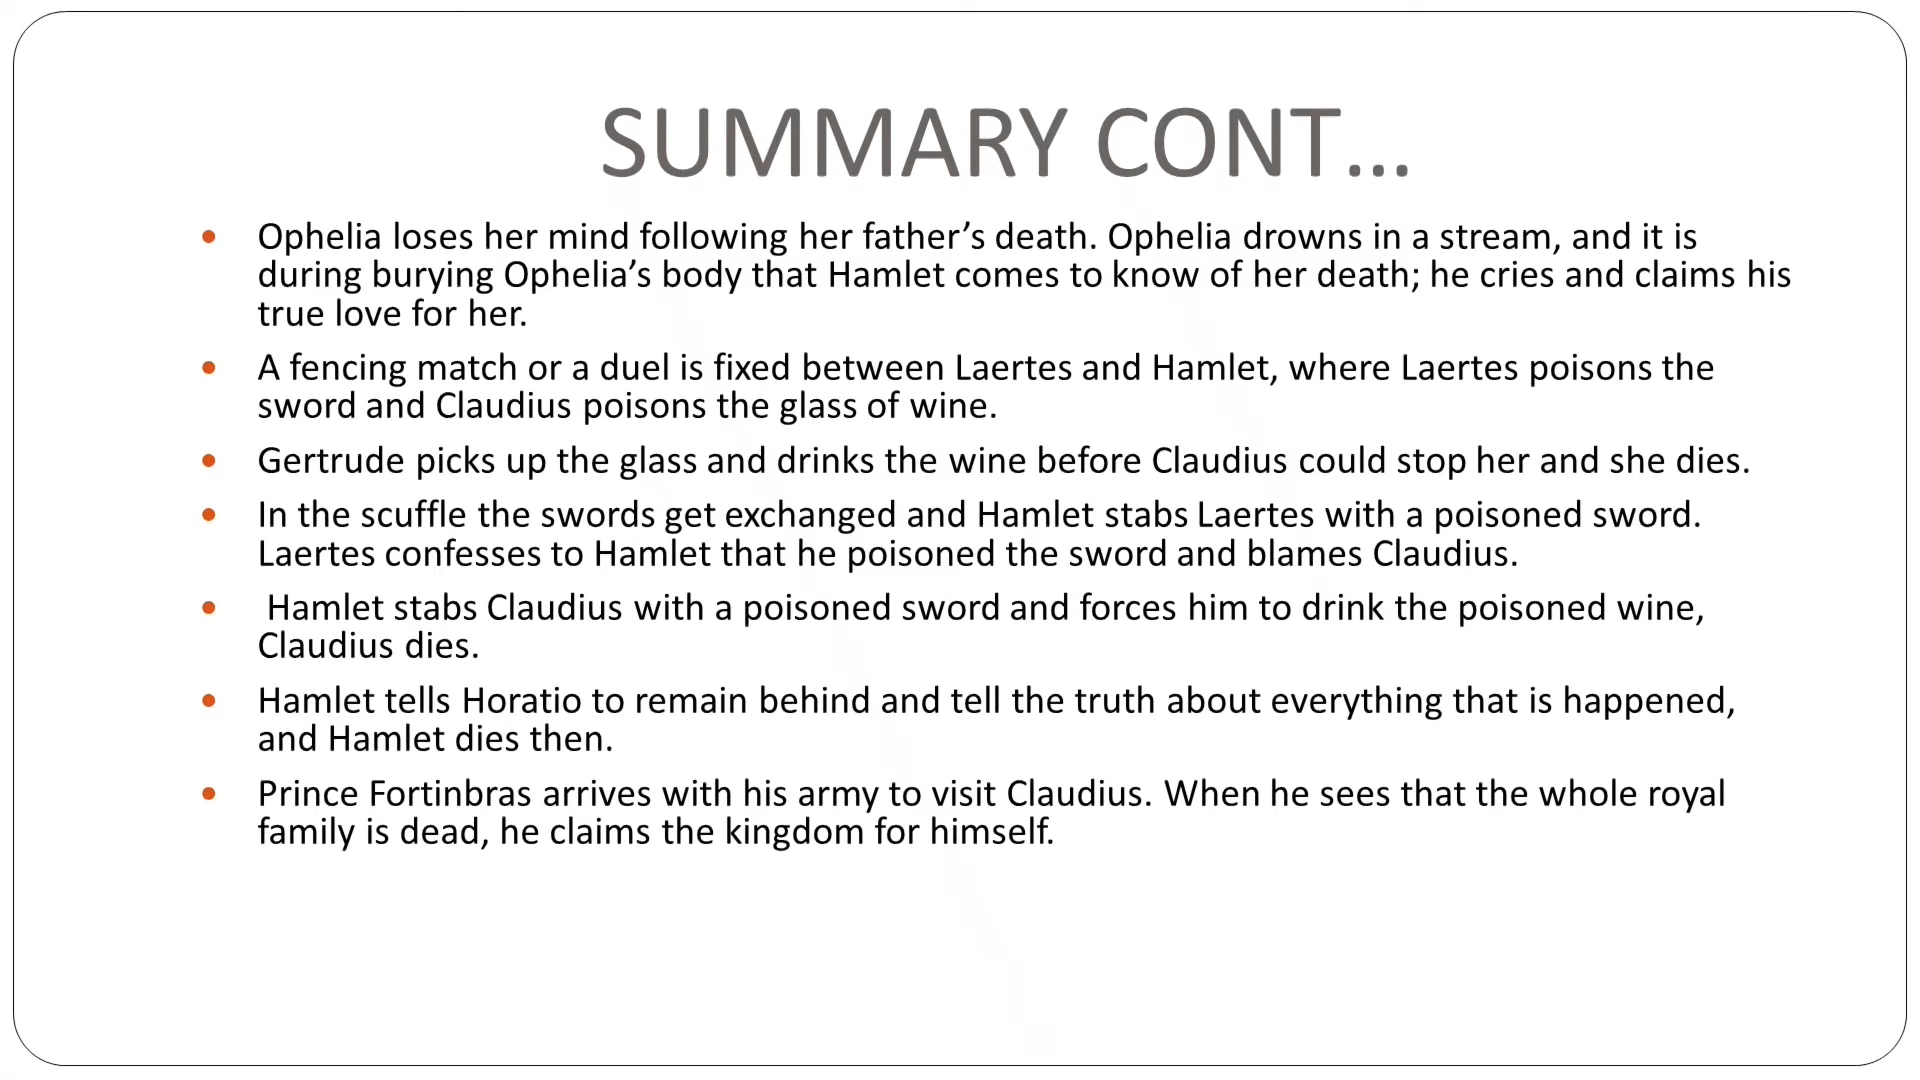 SUMMARY CONT...
• Ophelia loses her mind following her father’s death. Ophelia drowns in a stream, and it is
during burying Ophelia’s body that Hamlet comes to know of her death; he cries and claims his
true love for her.
• A fencing match or a duel is fixed between Laertes and Hamlet, where Laertes poisons the
sword and Claudius poisons the glass of wine.
• Gertrude picks up the glass and drinks the wine before Claudius could stop her and she dies.
• In the scuffle the swords get exchanged and Hamlet stabs Laertes with a poisoned sword.
Laertes confesses to Hamlet that he poisoned the sword and blames Claudius.
• Hamlet stabs Claudius with a poisoned sword and forces him to drink the poisoned wine,
Claudius dies.
• Hamlet tells Horatio to remain behind and tell the truth about everything that is happened,
and Hamlet dies then.
• Prince Fortinbras arrives with his army to visit Claudius. When he sees that the whole royal
family is dead, he claims the kingdom for himself.